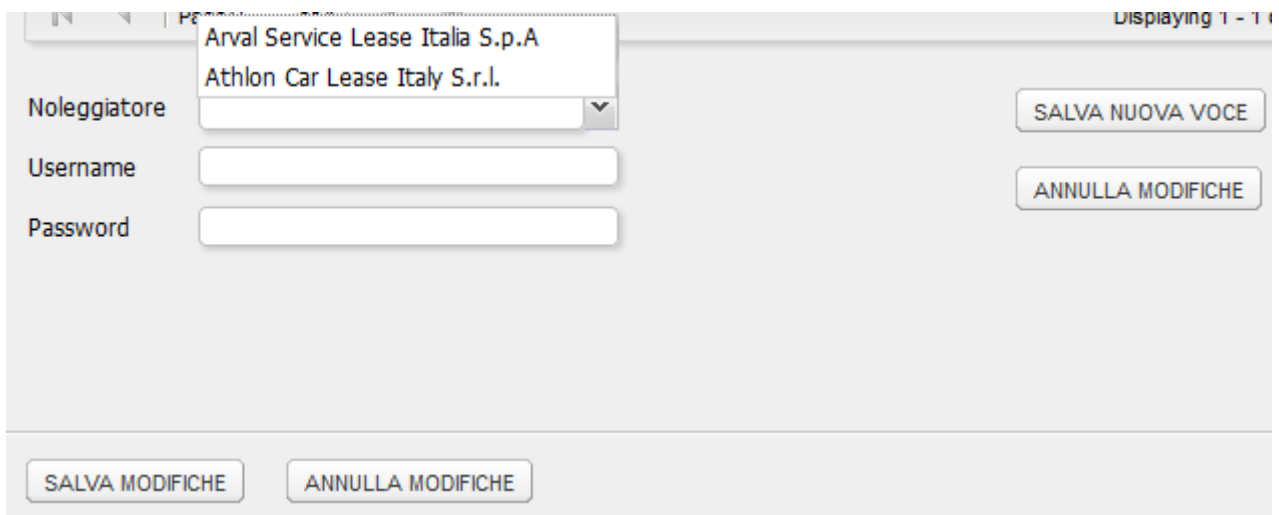 Displaying 1 - 1
Arval Service Lease Italia S.p.A
Athlon Car Lease Italy S.r.l.
Noleggiatore
SALVA NUOVA VOCE
Username
ANNULLA MODIFICHE
Password
SALVA MODIFICHE
ANNULLA MODIFICHE